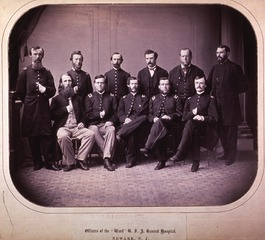 Officers of the "Ward" U. S. A. General Hospital,
NEWARK, N. J.